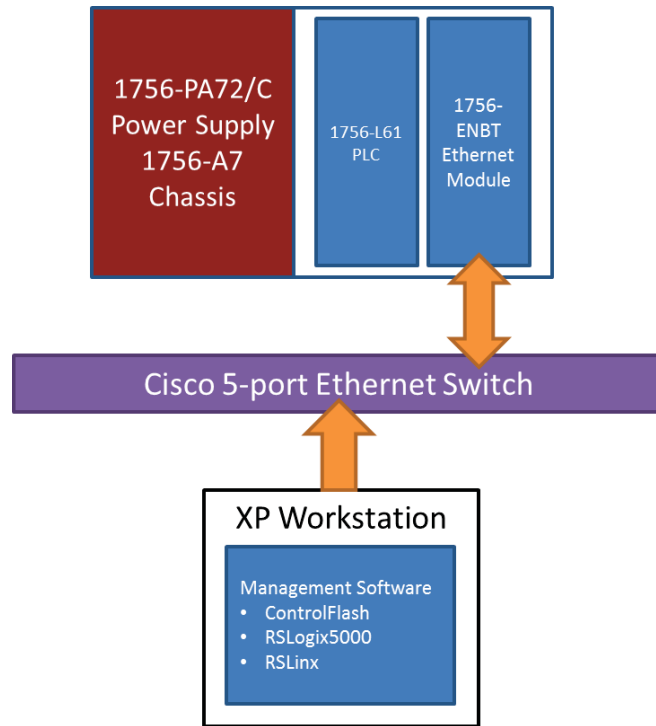 1756-PA72/C
Power Supply
1756-A7
Chassis
1756-L61
PLC
1756-
ENBT
Ethernet
Module
Cisco 5-port Ethernet Switch
XP Workstation
Management Software
• ControlFlash
• RSLogix5000
• RSLinx